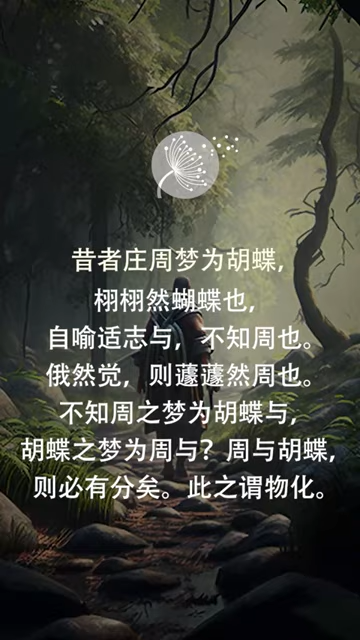 昔者庄周梦为胡蝶,
栩栩然蝴蝶也,
自喻适志与，不知周也。
俄然觉，则蘧蘧然周也。
不知周之梦为胡蝶与,
胡蝶之梦为周与？周与胡蝶,
则必有分矣。此之谓物化。